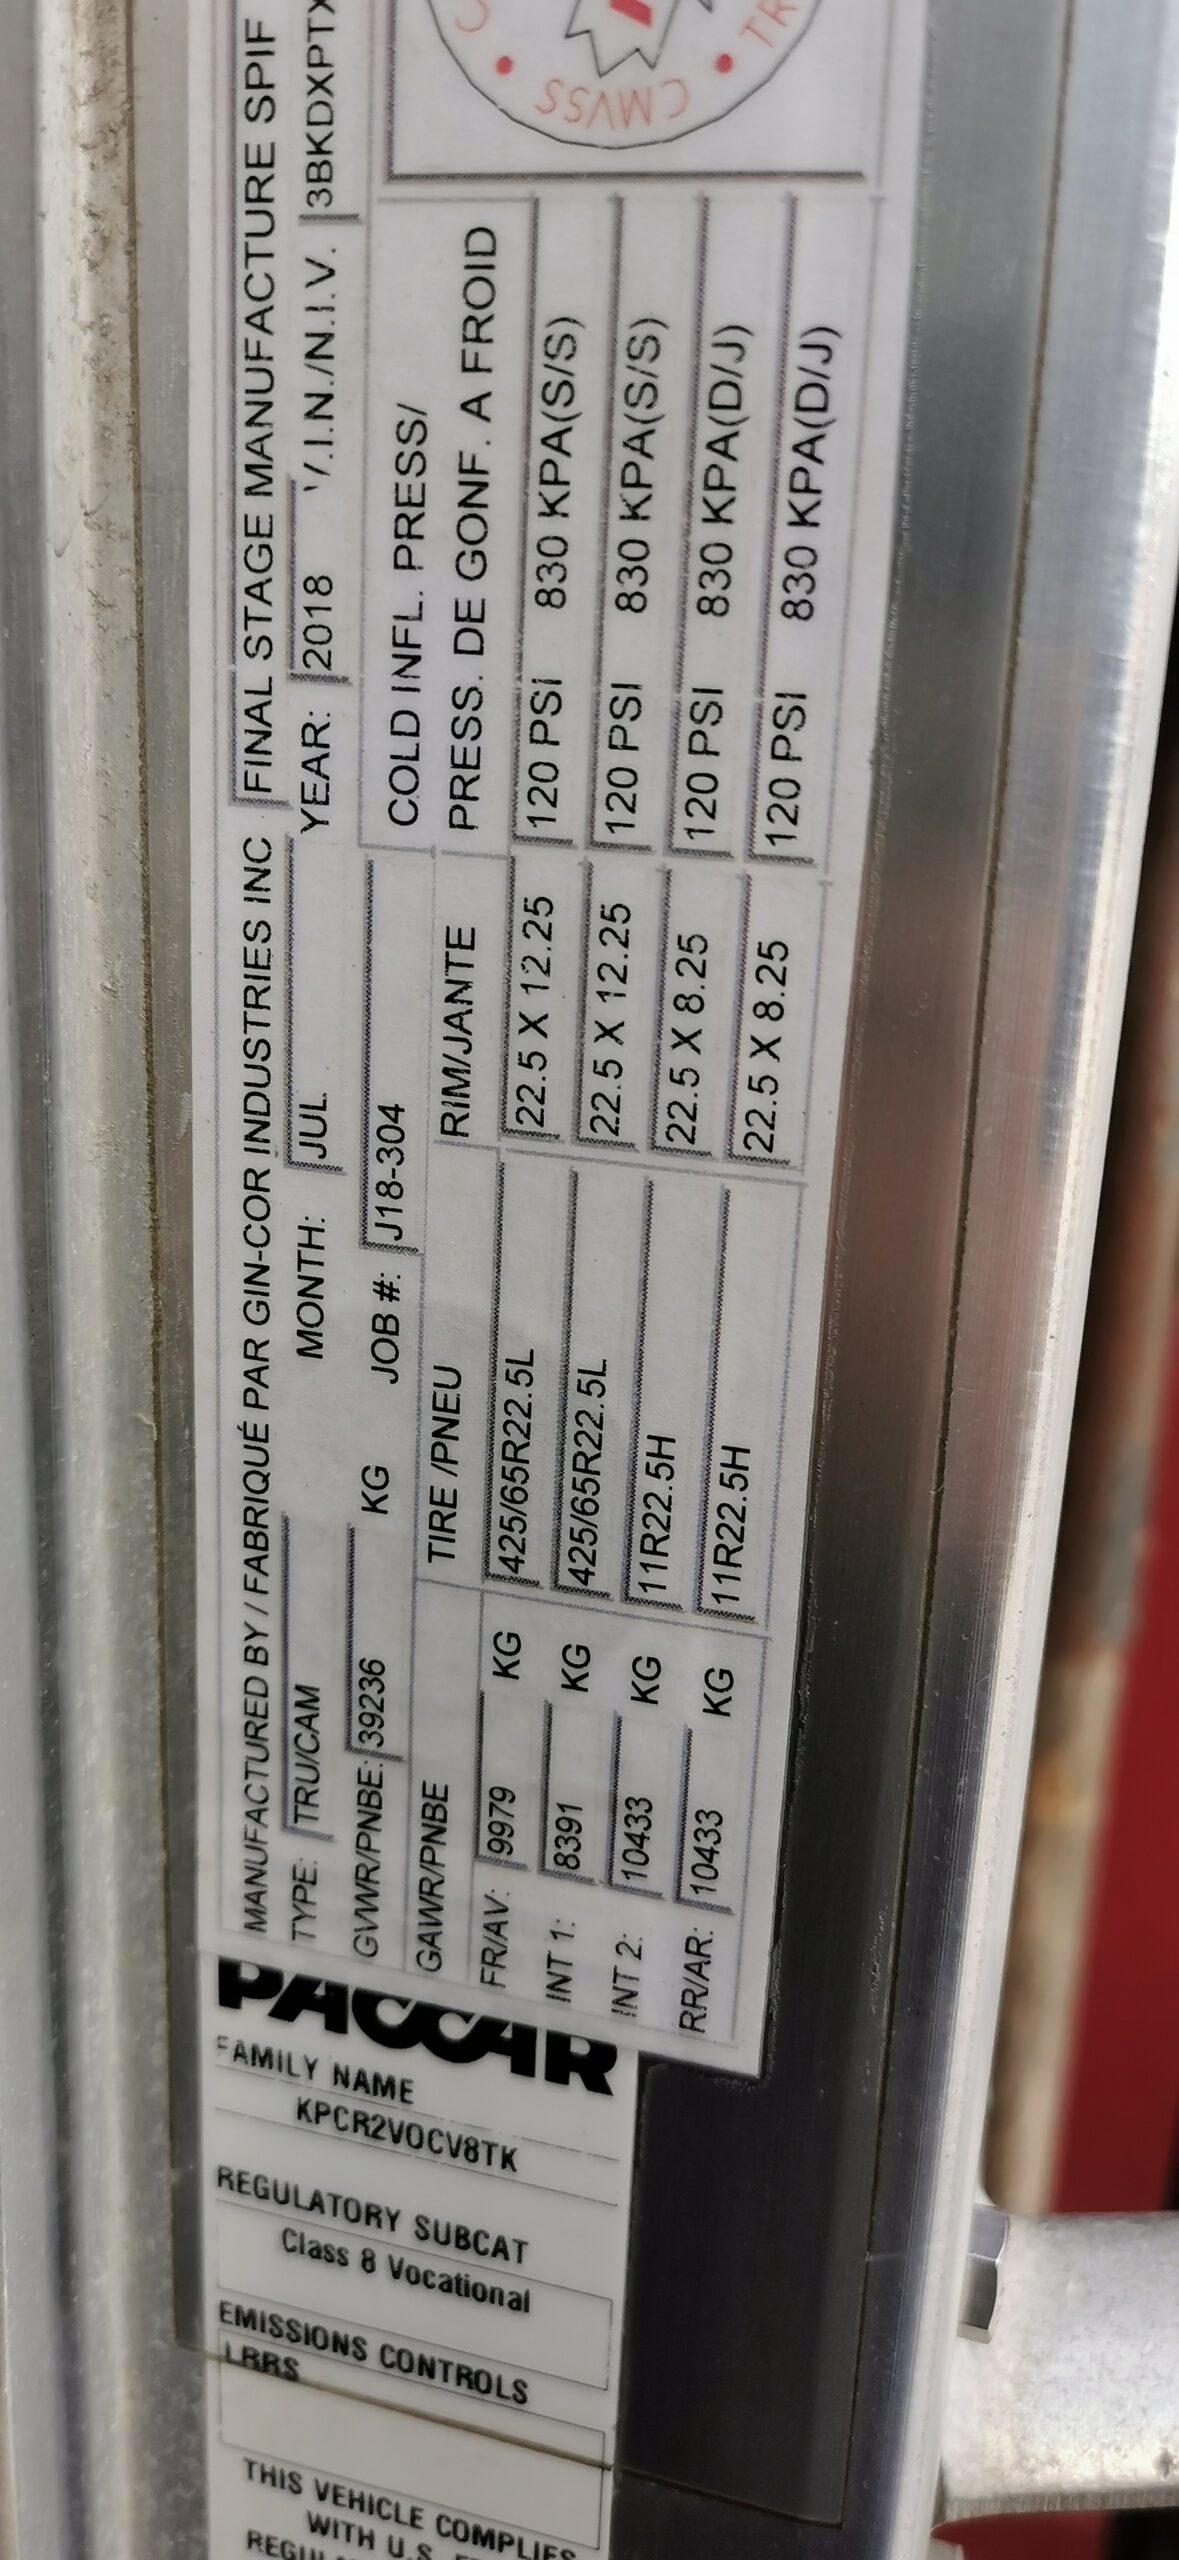 MANUFACTURED BY / FABRIQUÉ PAR GIN-COR INDUSTRIES INC FINAL STAGE MANUFACTURE SPIF
TYPE: TRU/CAM MONTH: JUL YEAR: 2018 V.I.N./N.I.V. 3BKDXPTX
GVWR/PNBE: 39236 KG JOB #: J18-304
GAWR/PNBE TIRE /PNEU RIM/JANTE COLD INFL. PRESS/
PRESS. DE GONF. A FROID
FR/AV: 9979 KG 425/65R22.5L 22.5 X 12.25 120 PSI 830 KPA(S/S)
INT 1: 8391 KG 425/65R22.5L 22.5 X 12.25 120 PSI 830 KPA(S/S)
INT 2: 10433 KG 11R22.5H 22.5 X 8.25 120 PSI 830 KPA(D/J)
RR/AR: 10433 KG 11R22.5H 22.5 X 8.25 120 PSI 830 KPA(D/J)
CMVSS
TR
PACCAR
FAMILY NAME
KPCR2VOCV8TK
REGULATORY SUBCAT
Class 8 Vocational
EMISSIONS CONTROLS
LRRS
THIS VEHICLE COMPLIES
WITH U.S.